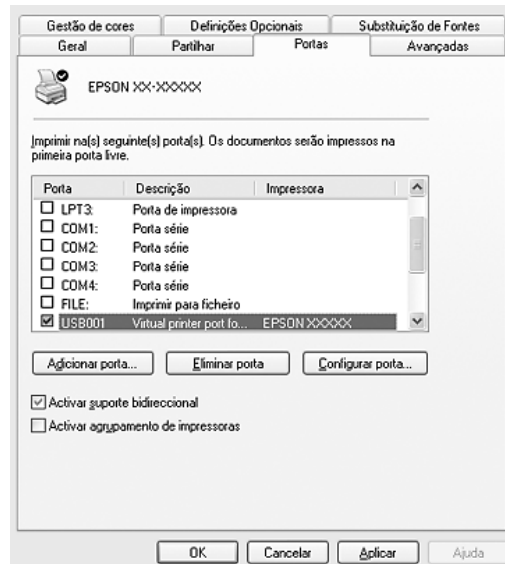 Gestão de cores Definições Opcionais Substituição de Fontes
Geral Partilhar Portas Avançadas
EPSON XX-XXXXX
Imprimir na(s) seguinte(s) porta(s). Os documentos serão impressos na
primeira porta livre.
Porta Descrição Impressora
LPT3: Porta de impressora
COM1: Porta série
COM2: Porta série
COM3: Porta série
COM4: Porta série
FILE: Imprimir para ficheiro
USB001 Virtual printer port fo... EPSON XXXXX
Adicionar porta... Eliminar porta Configurar porta...
Activar suporte bidireccional
Activar agrupamento de impressoras
OK Cancelar Aplicar Ajuda